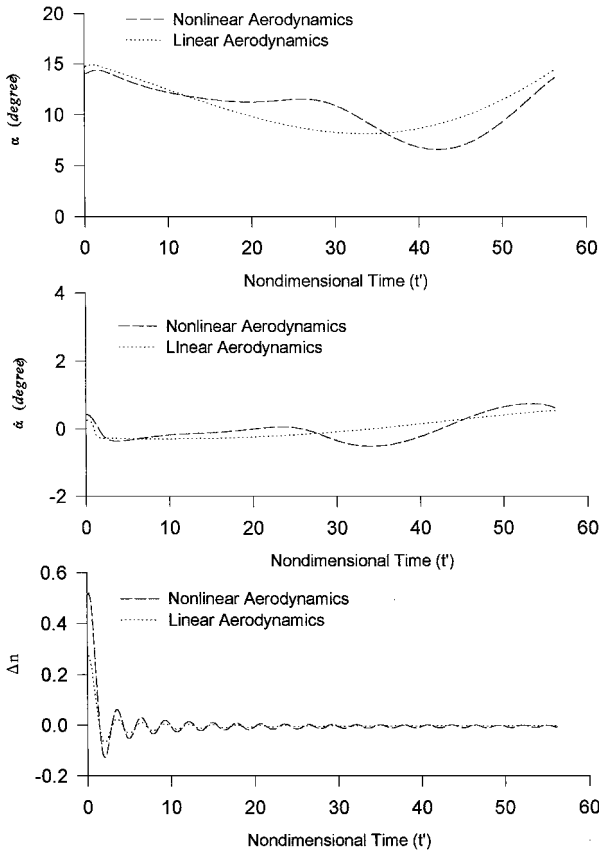 20
15
10
5
0
α (degree)
Nonlinear Aerodynamics
Linear Aerodynamics
0 10 20 30 40 50 60
Nondimensional Time (t')
4
2
0
-2
α̇ (degree)
Nonlinear Aerodynamics
LInear Aerodynamics
0 10 20 30 40 50 60
Nondimensional Time (t')
0.6
0.4
0.2
0.0
-0.2
Δn
Nonlinear Aerodynamics
Linear Aerodynamics
0 10 20 30 40 50 60
Nondimensional Time (t')